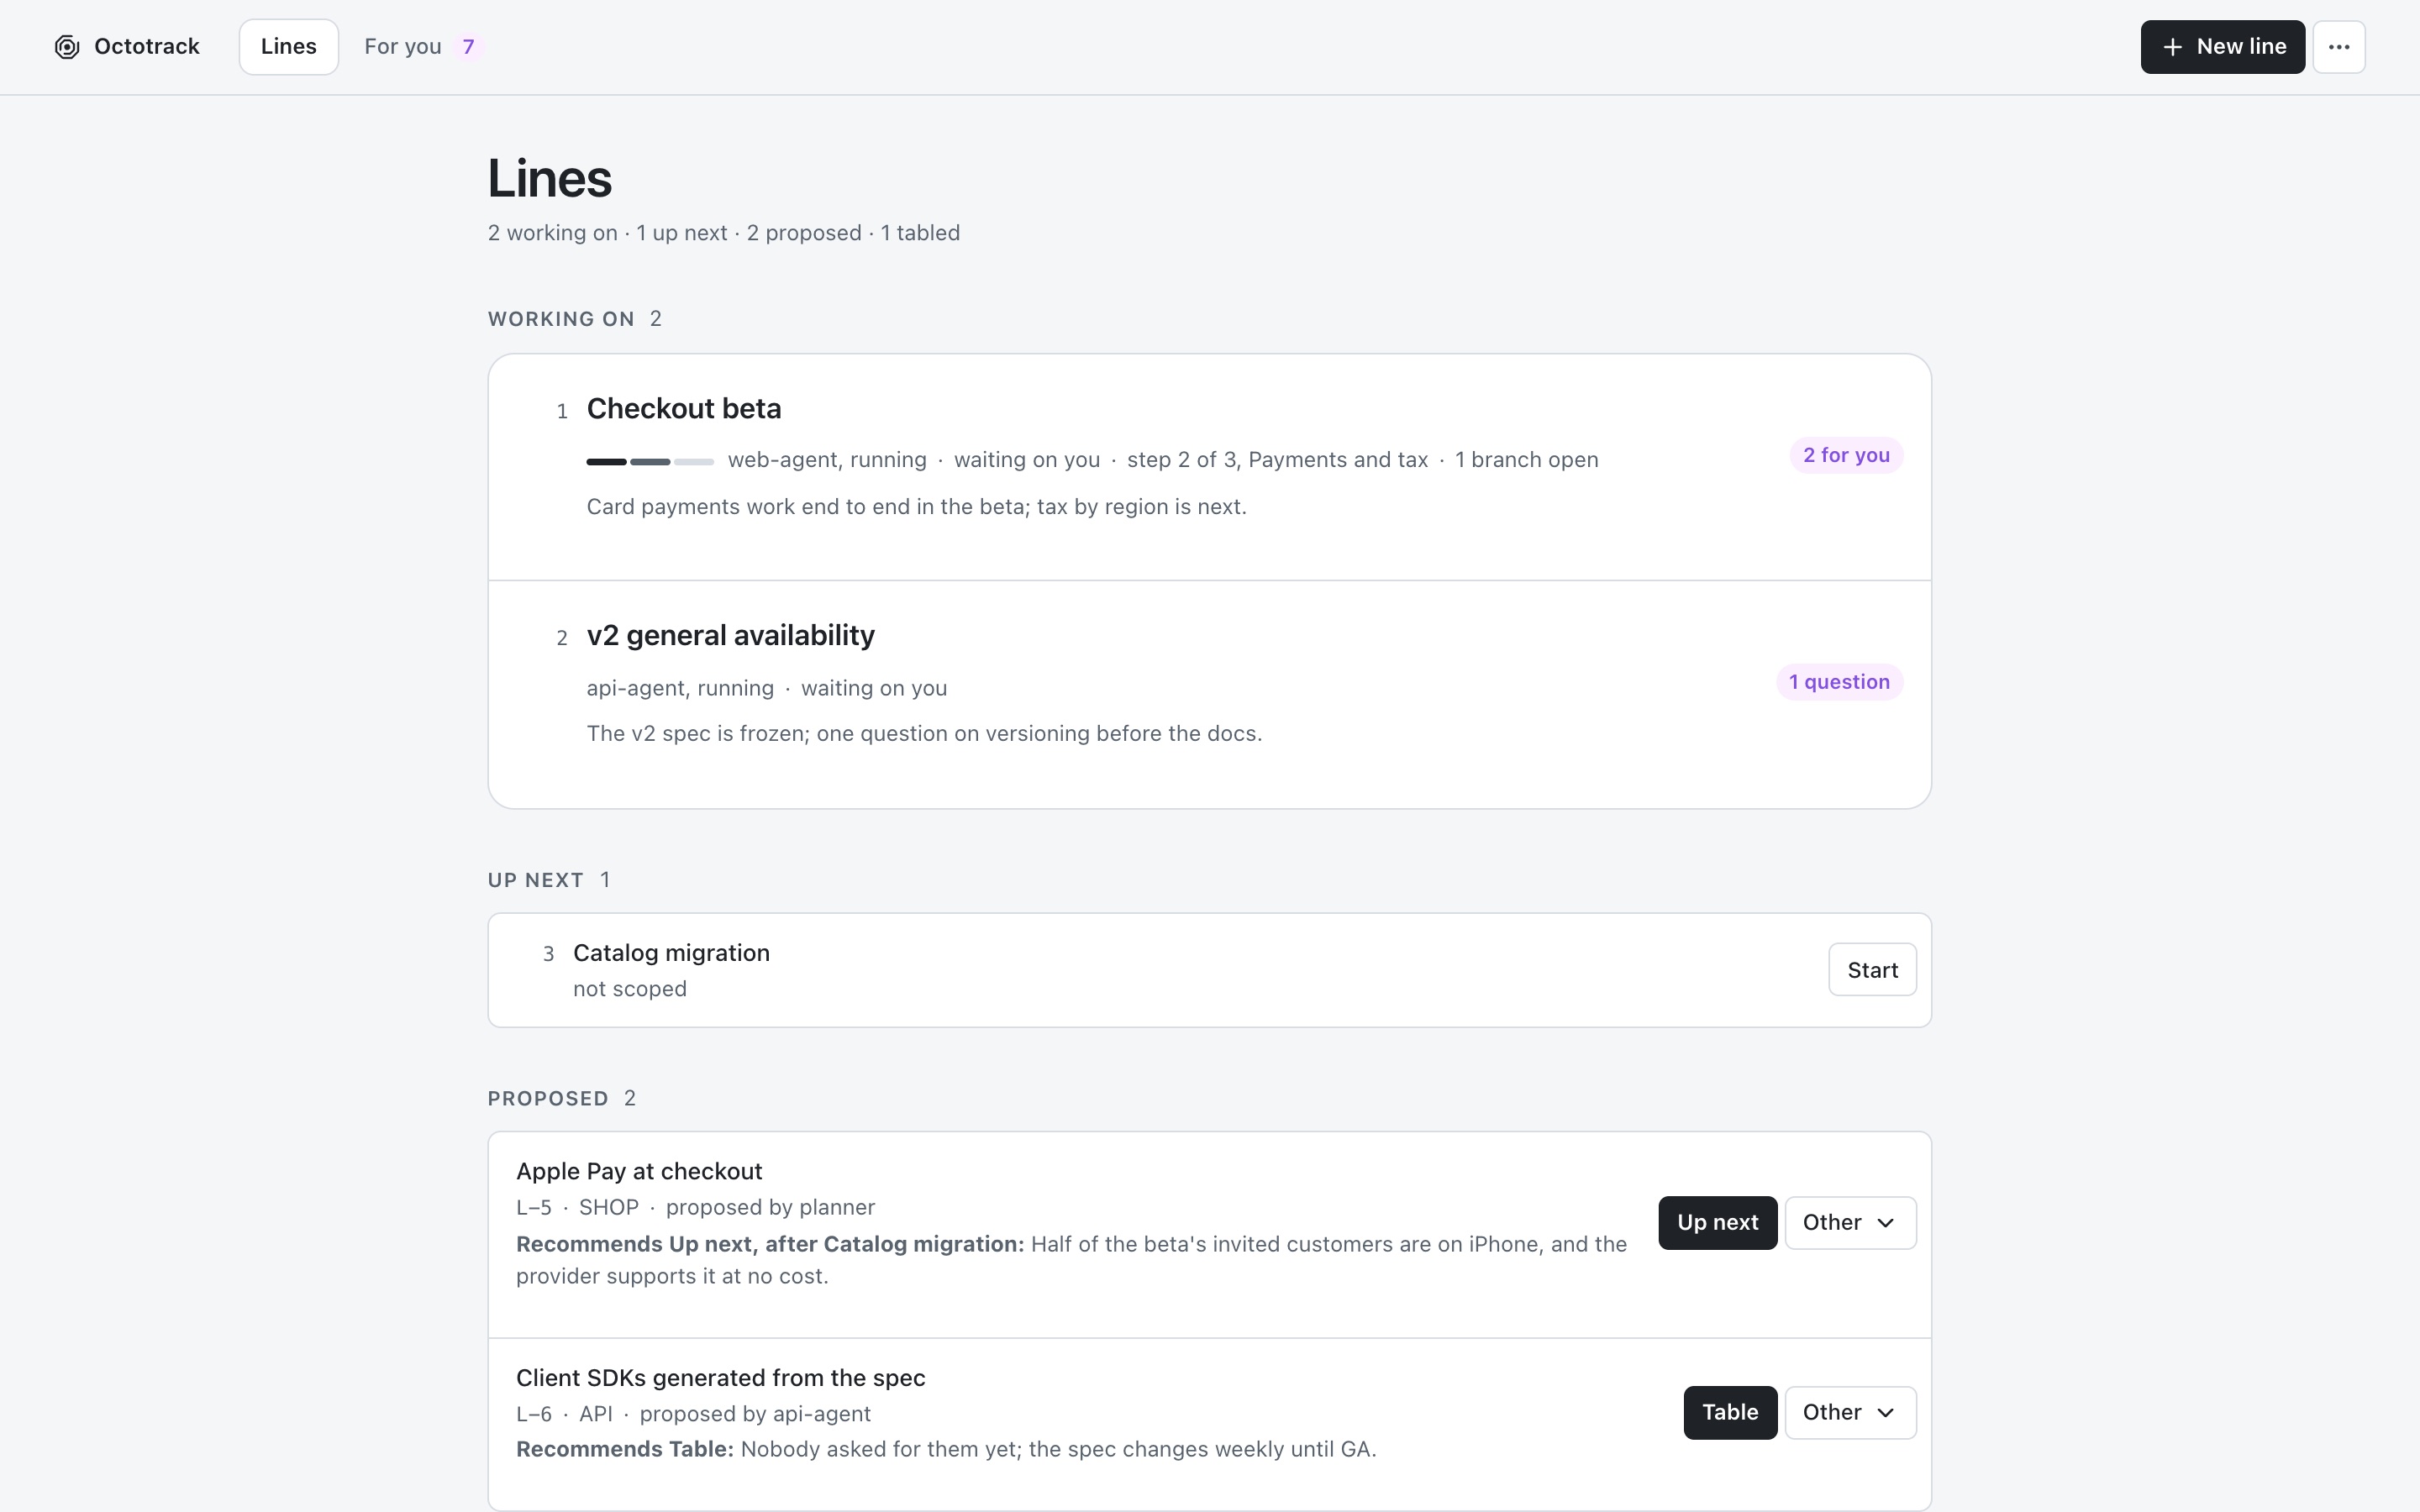 Octotrack
Lines
For you 7
+ New line
Lines
2 working on · 1 up next · 2 proposed · 1 tabled
WORKING ON 2
1 Checkout beta
web-agent, running · waiting on you · step 2 of 3, Payments and tax · 1 branch open
2 for you
Card payments work end to end in the beta; tax by region is next.
2 v2 general availability
api-agent, running · waiting on you
1 question
The v2 spec is frozen; one question on versioning before the docs.
UP NEXT 1
3 Catalog migration
not scoped
Start
PROPOSED 2
Apple Pay at checkout
L–5 · SHOP · proposed by planner
Recommends Up next, after Catalog migration: Half of the beta's invited customers are on iPhone, and the
provider supports it at no cost.
Up next
Other
Client SDKs generated from the spec
L–6 · API · proposed by api-agent
Recommends Table: Nobody asked for them yet; the spec changes weekly until GA.
Table
Other